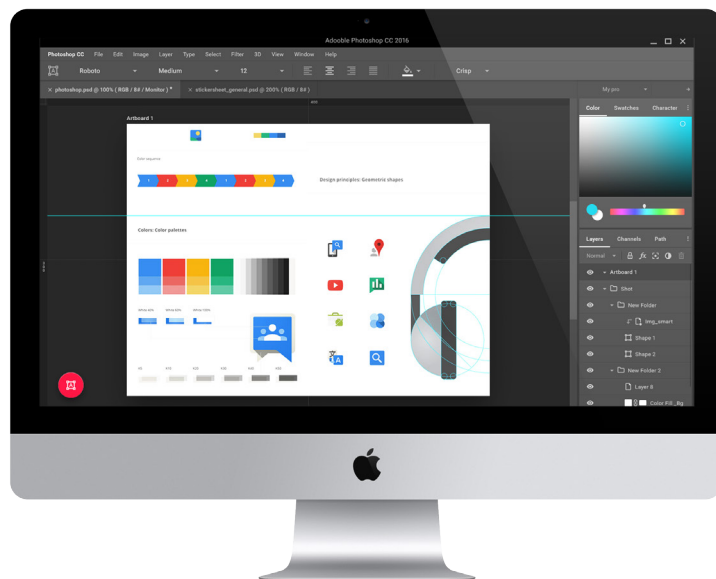 Adooble Photoshop CC 2016
Photoshop CC File Edit Image Layer Type Select Filter 3D View Window Help
Roboto Medium 12 Crisp
× photoshop.psd @ 100% ( RGB / 8# / Monitor ) * × stickersheet_general.psd @ 200% ( RGB / 8# ) My pro +
Artboard 1
Color Swatches Character
Design principles: Geometric shapes
Colors: Color palettes
Layers Channels Path
Normal fx
Artboard 1
Shot
New Folder
Img_smart
Shape 1
Shape 2
New Folder 2
Layer 8
Color Fill _Bg